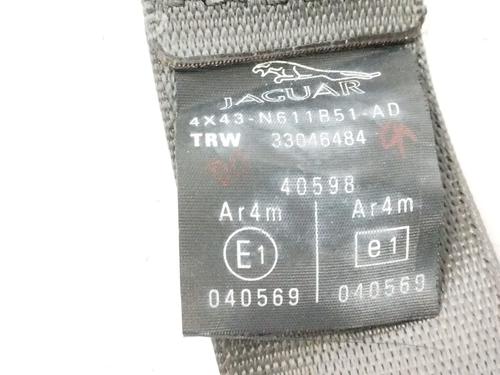 JAGUAR
4X43-N611B51-AD
TRW 33046484
40598
Ar4m Ar4m
E1 e1
040569 040569